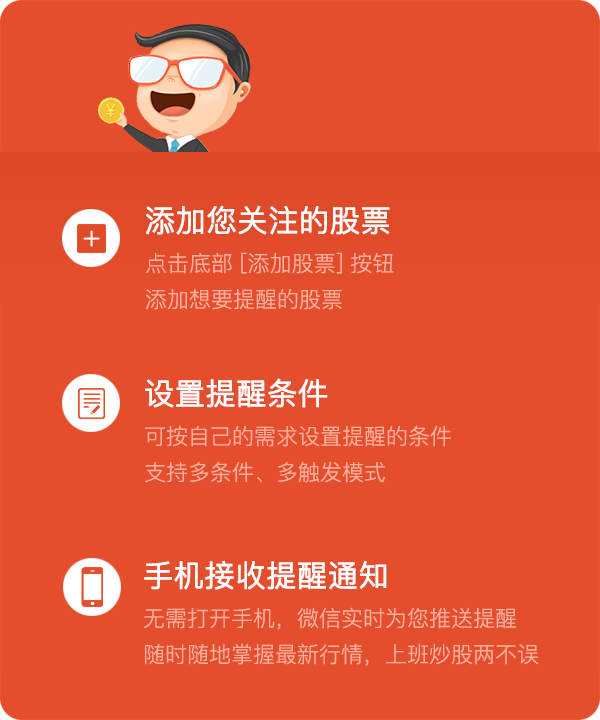 ¥
添加您关注的股票
点击底部 [添加股票] 按钮
添加想要提醒的股票
设置提醒条件
可按自己的需求设置提醒的条件
支持多条件、多触发模式
手机接收提醒通知
无需打开手机，微信实时为您推送提醒
随时随地掌握最新行情，上班炒股两不误